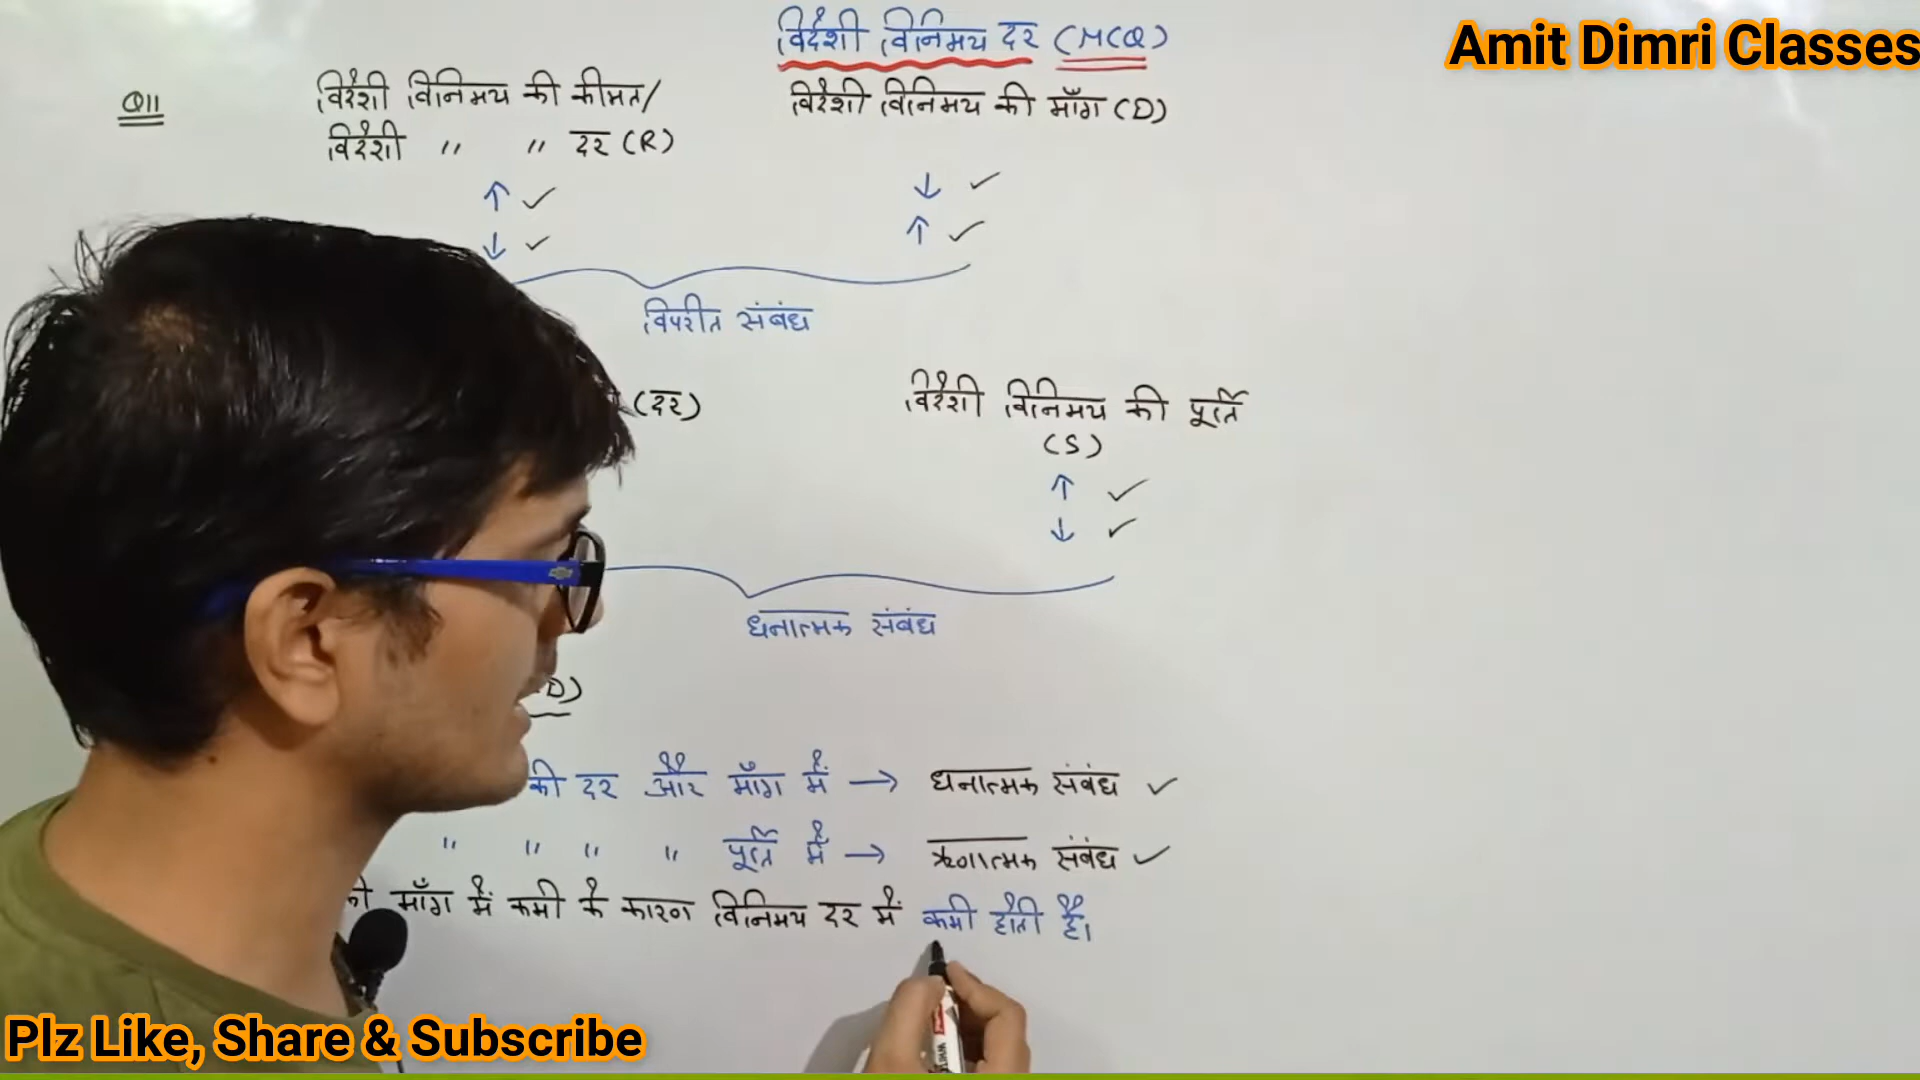 विदेशी विनिमय दर (MCQ)
Amit Dimri Classes
Q11
विदेशी विनिमय की कीमत/
विदेशी " " दर (R)
विदेशी विनिमय की माँग (D)
↑ ✓
↓ ✓
↓ ✓
↑ ✓
विपरीत संबंध
(दर)
विदेशी विनिमय की पूर्ति
(S)
↑ ✓
↓ ✓
धनात्मक संबंध
D)
की दर और माँग में → धनात्मक संबंध ✓
" " " " पूर्ति में → ऋणात्मक संबंध ✓
माँग में कमी के कारण विनिमय दर में कमी होती है।
Plz Like, Share & Subscribe